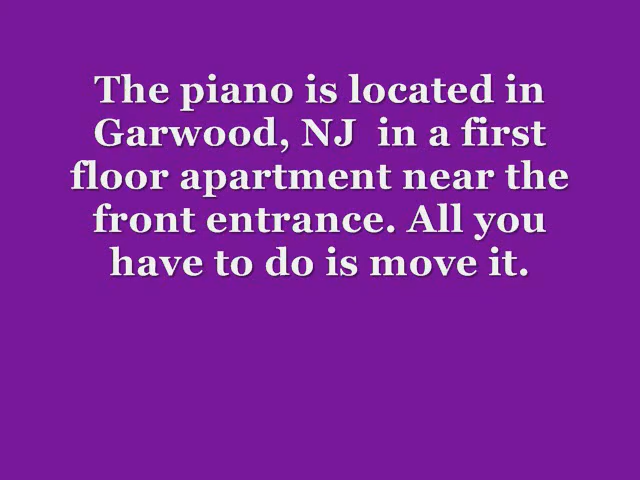 The piano is located in
Garwood, NJ  in a first
floor apartment near the
front entrance. All you
have to do is move it.